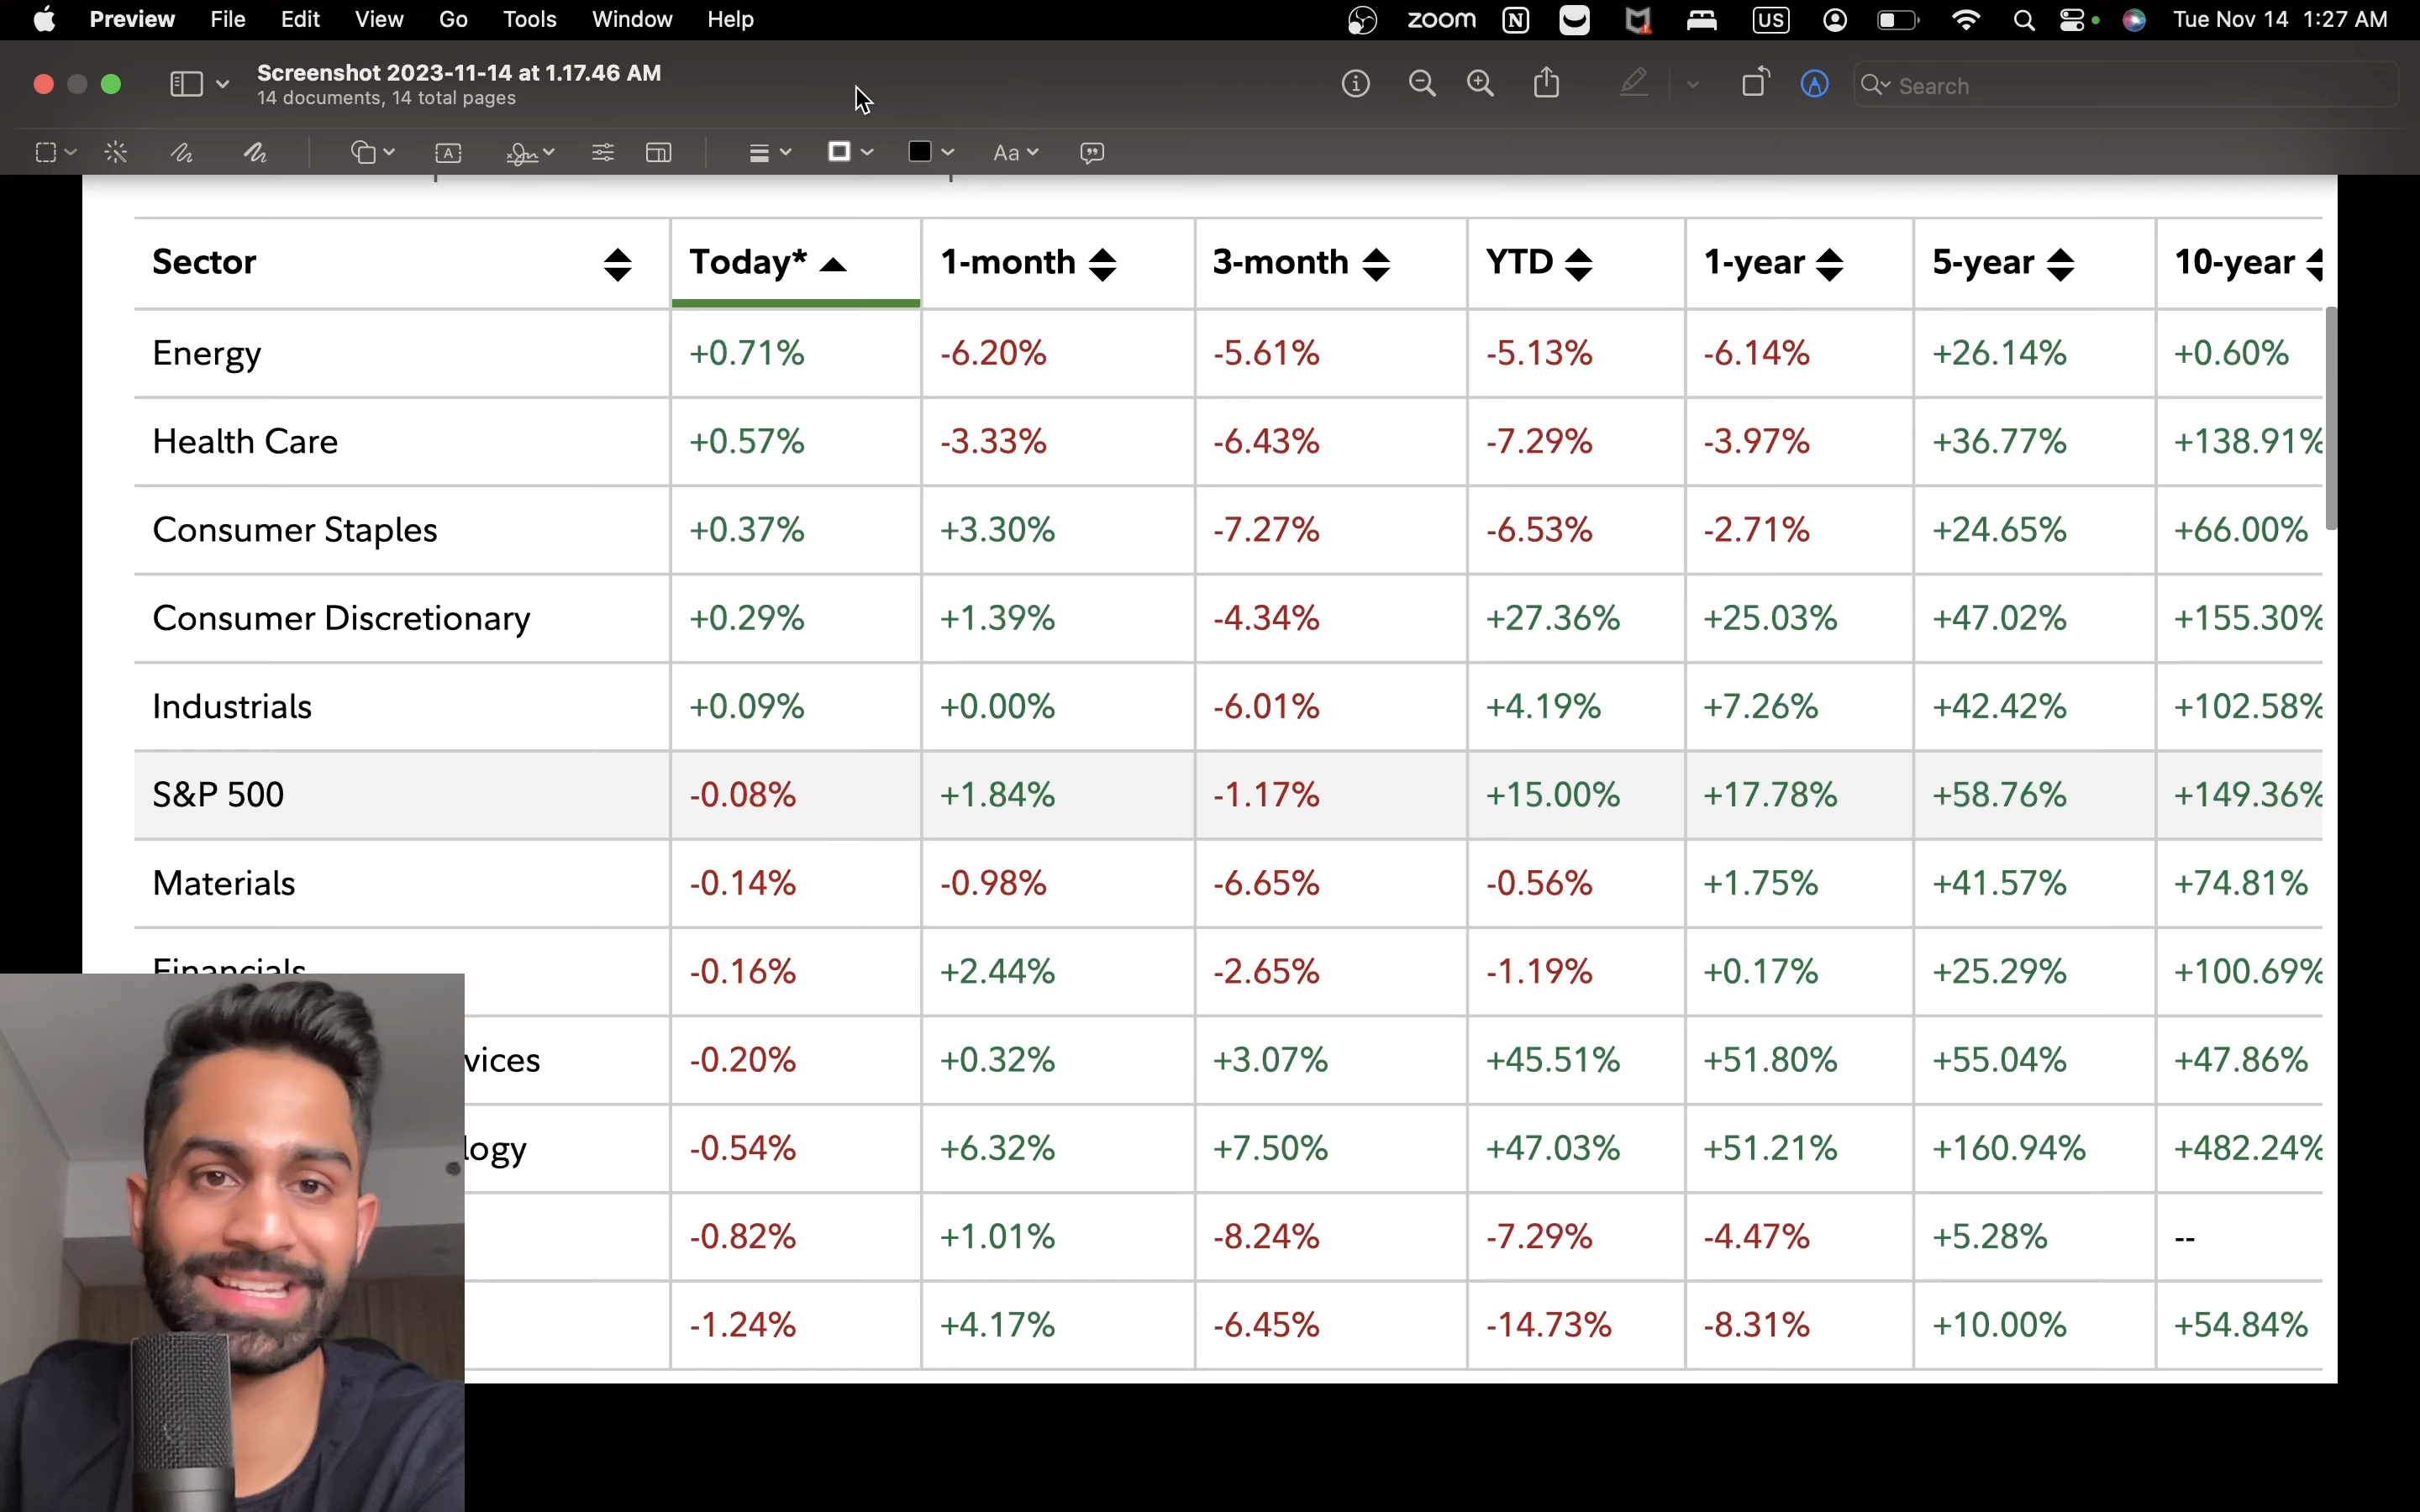 Preview File Edit View Go Tools Window Help zoom N US Tue Nov 14 1:27 AM
Screenshot 2023-11-14 at 1.17.46 AM
14 documents, 14 total pages
Search
A Aa
Sector Today* 1-month 3-month YTD 1-year 5-year 10-year
Energy +0.71% -6.20% -5.61% -5.13% -6.14% +26.14% +0.60%
Health Care +0.57% -3.33% -6.43% -7.29% -3.97% +36.77% +138.91%
Consumer Staples +0.37% +3.30% -7.27% -6.53% -2.71% +24.65% +66.00%
Consumer Discretionary +0.29% +1.39% -4.34% +27.36% +25.03% +47.02% +155.30%
Industrials +0.09% +0.00% -6.01% +4.19% +7.26% +42.42% +102.58%
S&P 500 -0.08% +1.84% -1.17% +15.00% +17.78% +58.76% +149.36%
Materials -0.14% -0.98% -6.65% -0.56% +1.75% +41.57% +74.81%
Financials -0.16% +2.44% -2.65% -1.19% +0.17% +25.29% +100.69%
vices -0.20% +0.32% +3.07% +45.51% +51.80% +55.04% +47.86%
logy -0.54% +6.32% +7.50% +47.03% +51.21% +160.94% +482.24%
-0.82% +1.01% -8.24% -7.29% -4.47% +5.28% --
-1.24% +4.17% -6.45% -14.73% -8.31% +10.00% +54.84%